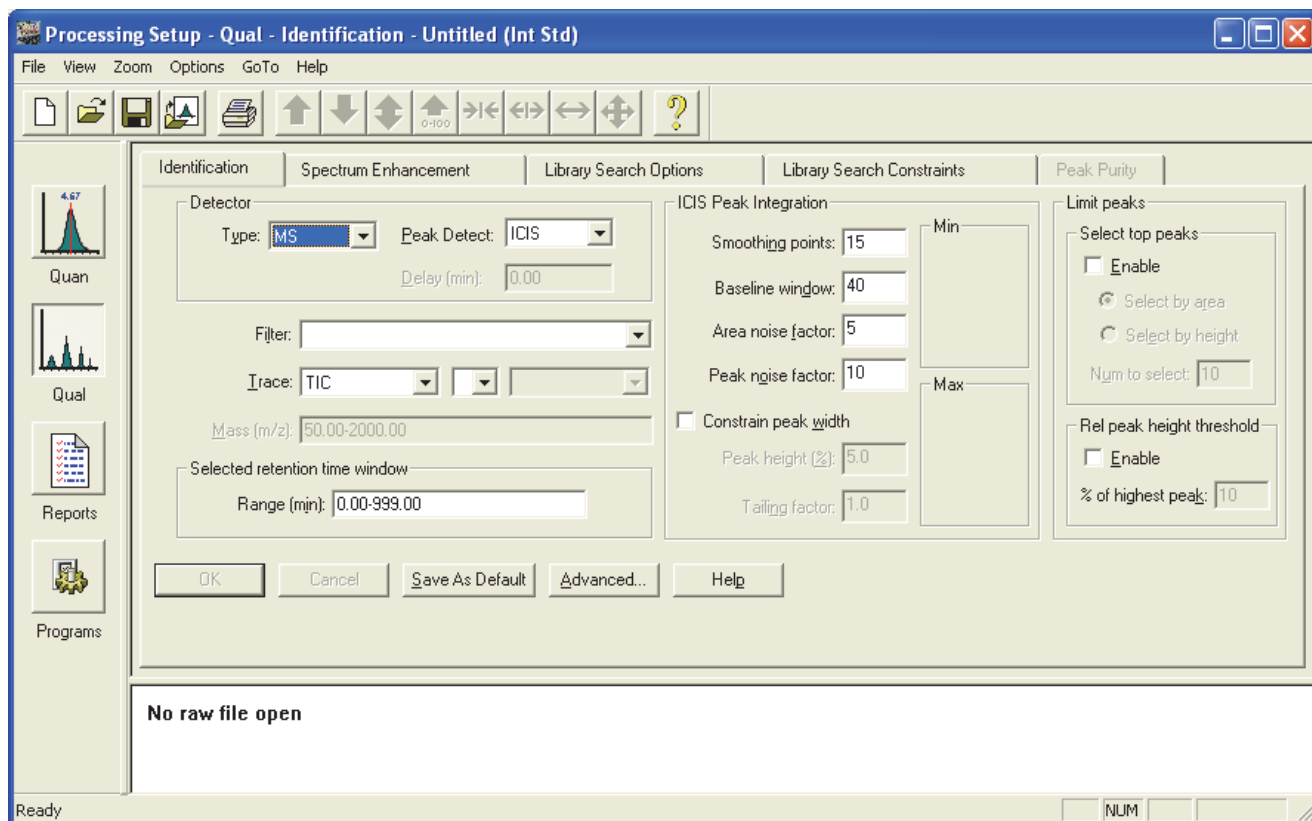 Processing Setup - Qual - Identification - Untitled (Int Std)
File View Zoom Options GoTo Help
0-100
Identification
Spectrum Enhancement
Library Search Options
Library Search Constraints
Peak Purity
4.67
Quan
Qual
Reports
Programs
Detector
Type: MS
Peak Detect: ICIS
Delay (min): 0.00
Filter:
Trace: TIC
Mass (m/z): 50.00-2000.00
Selected retention time window
Range (min): 0.00-999.00
ICIS Peak Integration
Smoothing points: 15
Baseline window: 40
Area noise factor: 5
Peak noise factor: 10
Constrain peak width
Peak height (%): 5.0
Tailing factor: 1.0
Min
Max
Limit peaks
Select top peaks
Enable
Select by area
Select by height
Num to select: 10
Rel peak height threshold
Enable
% of highest peak: 10
OK
Cancel
Save As Default
Advanced...
Help
No raw file open
Ready
NUM